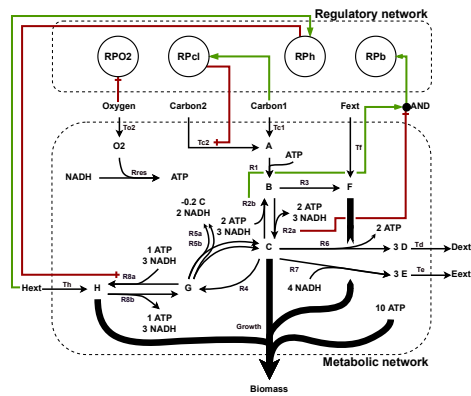 Regulatory network
RPO2
RPcl
RPh
RPb
Oxygen
Carbon2
Carbon1
Fext
AND
To2
Tc2
Tc1
Tf
O2
A
ATP
NADH
Rres
ATP
R1
B
R3
F
-0.2 C
2 NADH
R2b
2 ATP
3 NADH
R2a
2 ATP
3 NADH
R5a
R5b
2 ATP
C
R6
3 D
Td
Dext
1 ATP
3 NADH
R7
3 E
Te
Eext
R8a
Hext
Th
H
G
R4
4 NADH
R8b
1 ATP
3 NADH
10 ATP
Growth
Metabolic network
Biomass